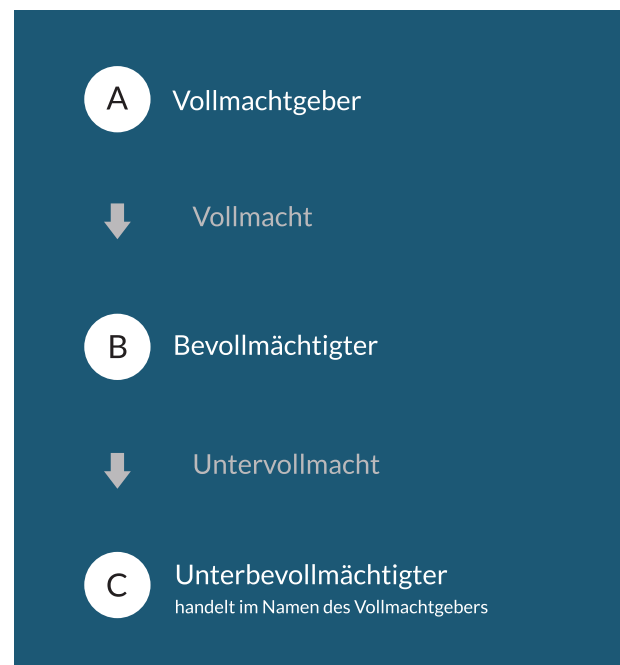 A Vollmachtgeber
Vollmacht
B Bevollmächtigter
Untervollmacht
C Unterbevollmächtigter
handelt im Namen des Vollmachtgebers